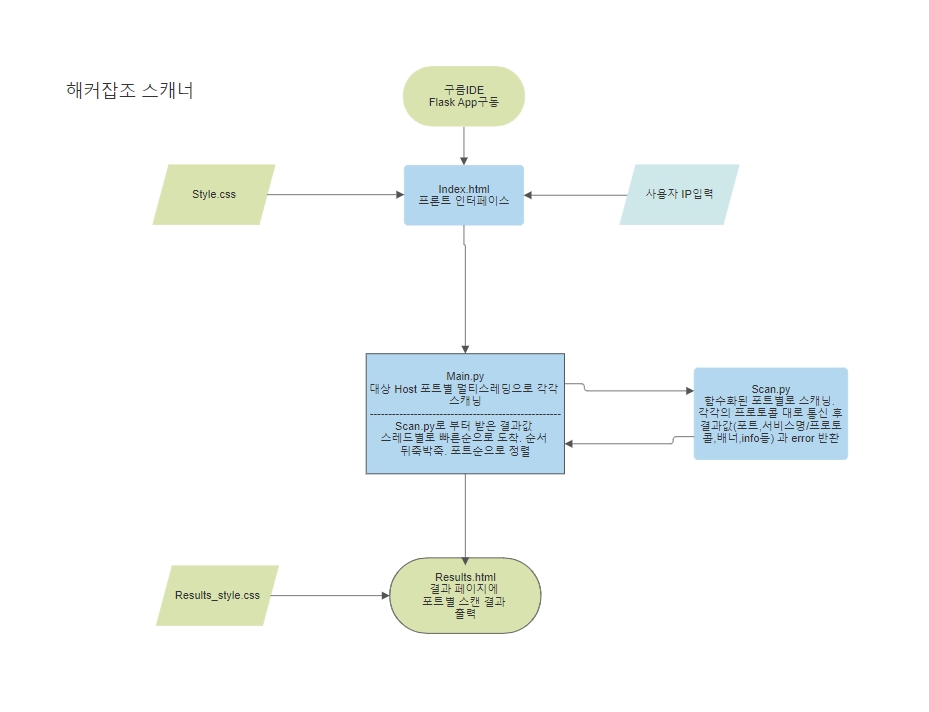 해커잡조 스캐너
구름IDE
Flask App구동
Style.css
Index.html
프론트 인터페이스
사용자 IP입력
Main.py
대상 Host 포트별 멀티스레딩으로 각각
스캐닝
Scan.py로 부터 받은 결과값
스레드별로 빠른순으로 도착. 순서
뒤죽박죽. 포트순으로 정렬
Scan.py
함수화된 포트별로 스캐닝.
각각의 프로토콜 대로 통신 후
결과값(포트,서비스명/프로토
콜,배너,info등) 과 error 반환
Results_style.css
Results.html
결과 페이지에
포트별 스캔 결과
출력